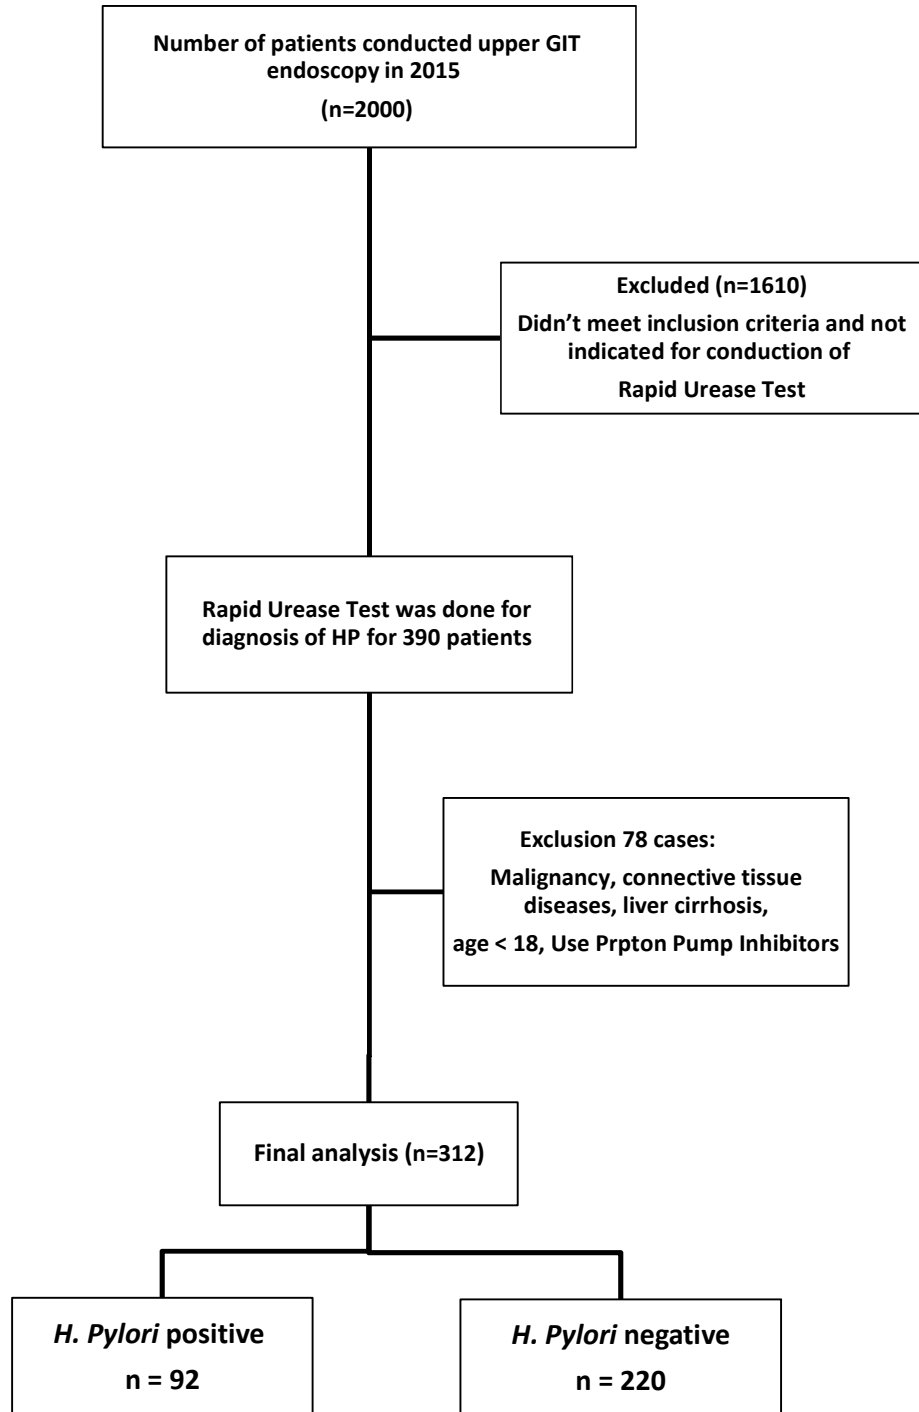 Number of patients conducted upper GIT
endoscopy in 2015
(n=2000)
Excluded (n=1610)
Didn’t meet inclusion criteria and not
indicated for conduction of
Rapid Urease Test
Rapid Urease Test was done for
diagnosis of HP for 390 patients
Exclusion 78 cases:
Malignancy, connective tissue
diseases, liver cirrhosis,
age < 18, Use Prpton Pump Inhibitors
Final analysis (n=312)
H. Pylori positive
n = 92
H. Pylori negative
n = 220